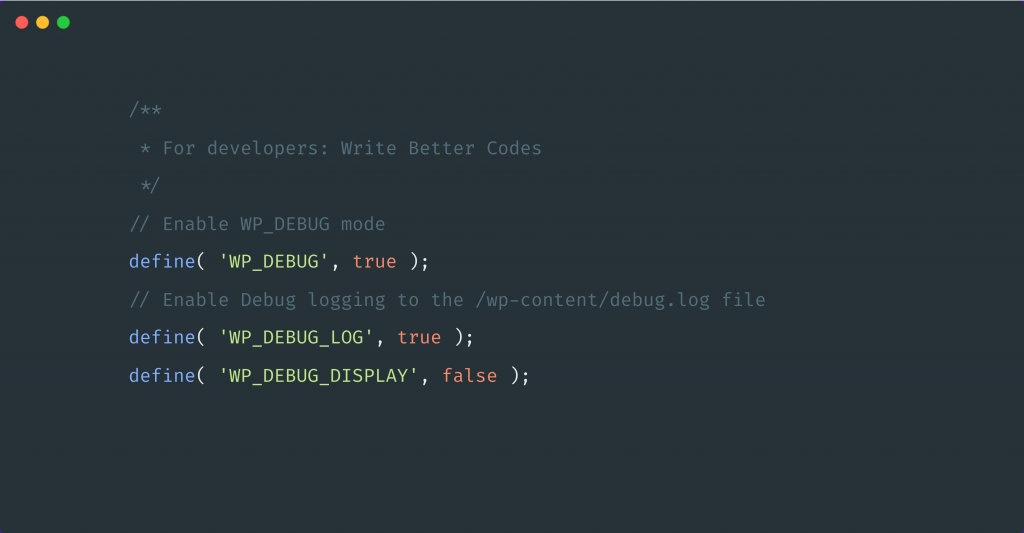 /**
 * For developers: Write Better Codes
 */
// Enable WP_DEBUG mode
define( 'WP_DEBUG', true );
// Enable Debug logging to the /wp-content/debug.log file
define( 'WP_DEBUG_LOG', true );
define( 'WP_DEBUG_DISPLAY', false );